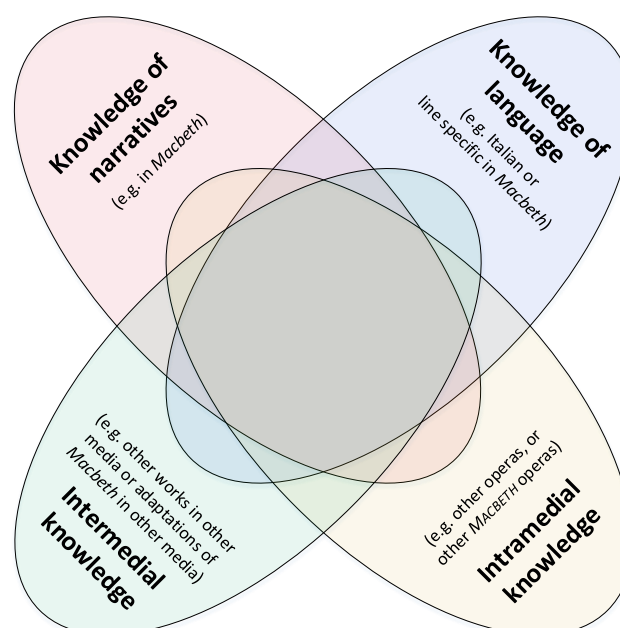 Knowledge of
narratives
(e.g. in Macbeth)
Knowledge of
language
(e.g. Italian or
line specific in Macbeth)
(e.g. other works in other
media or adaptations of
Macbeth in other media)
Intermedial
knowledge
(e.g. other operas, or
other MACBETH operas)
Intramedial
knowledge